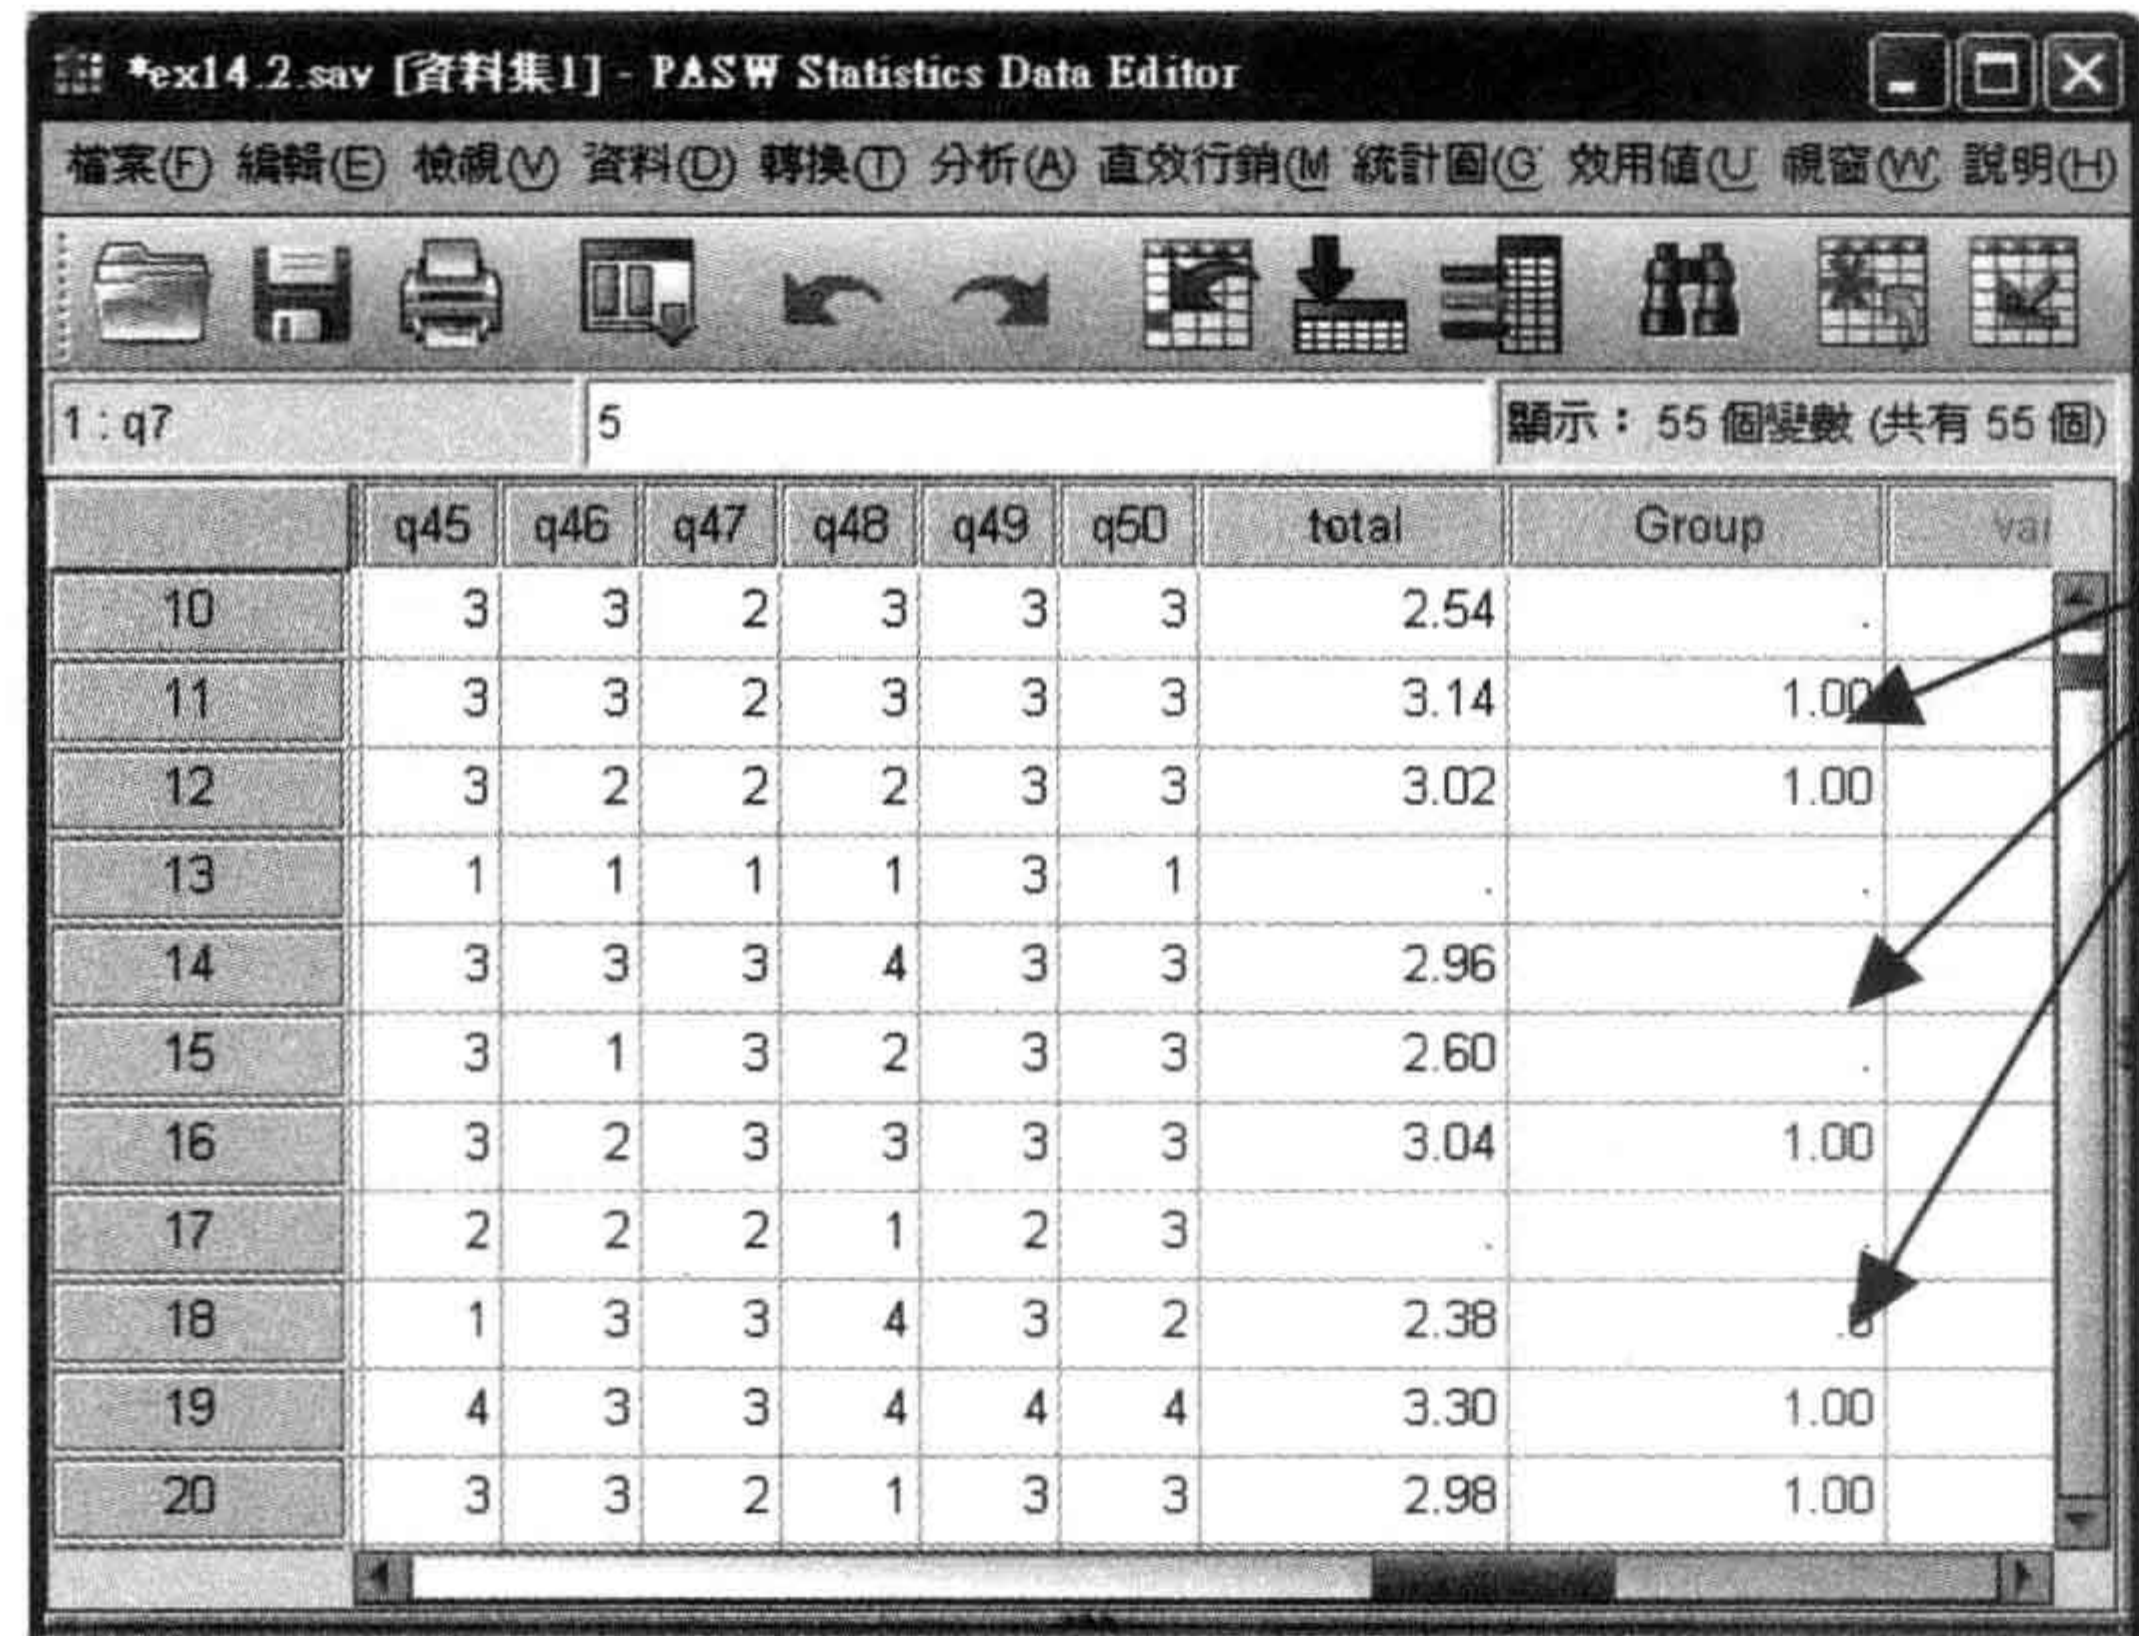 *ex14.2.sav [資料集1] - PASW Statistics Data Editor
檔案(F) 編輯(E) 檢視(V) 資料(D) 轉換(T) 分析(A) 直效行銷(M 統計圖(G 效用值(U 視窗(W 說明(H)
1 : q7 5 顯示： 55 個變數 (共有 55 個)
q45 q46 q47 q48 q49 q50 total Group
10 3 3 2 3 3 3 2.54 .
11 3 3 2 3 3 3 3.14 1.00
12 3 2 2 2 3 3 3.02 1.00
13 1 1 1 1 3 1 . .
14 3 3 3 4 3 3 2.96
15 3 1 3 2 3 3 2.60 .
16 3 2 3 3 3 3 3.04 1.00
17 2 2 2 1 2 3 . .
18 1 3 3 4 3 2 2.38
19 4 3 3 4 4 4 3.30 1.00
20 3 3 2 1 3 3 2.98 1.00